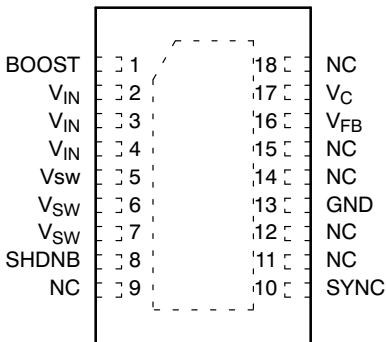 BOOST 1 18 NC
VIN 2 17 VC
VIN 3 16 VFB
VIN 4 15 NC
Vsw 5 14 NC
VSW 6 13 GND
VSW 7 12 NC
SHDNB 8 11 NC
NC 9 10 SYNC